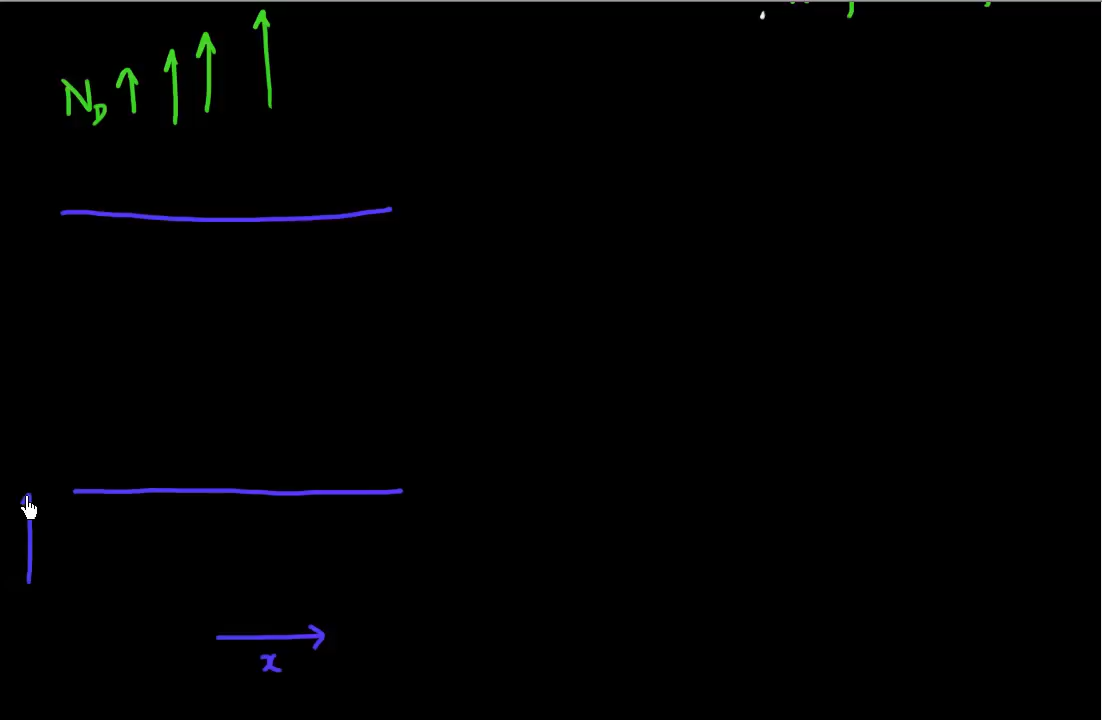 N_D ↑ ↑ ↑ ↑
x